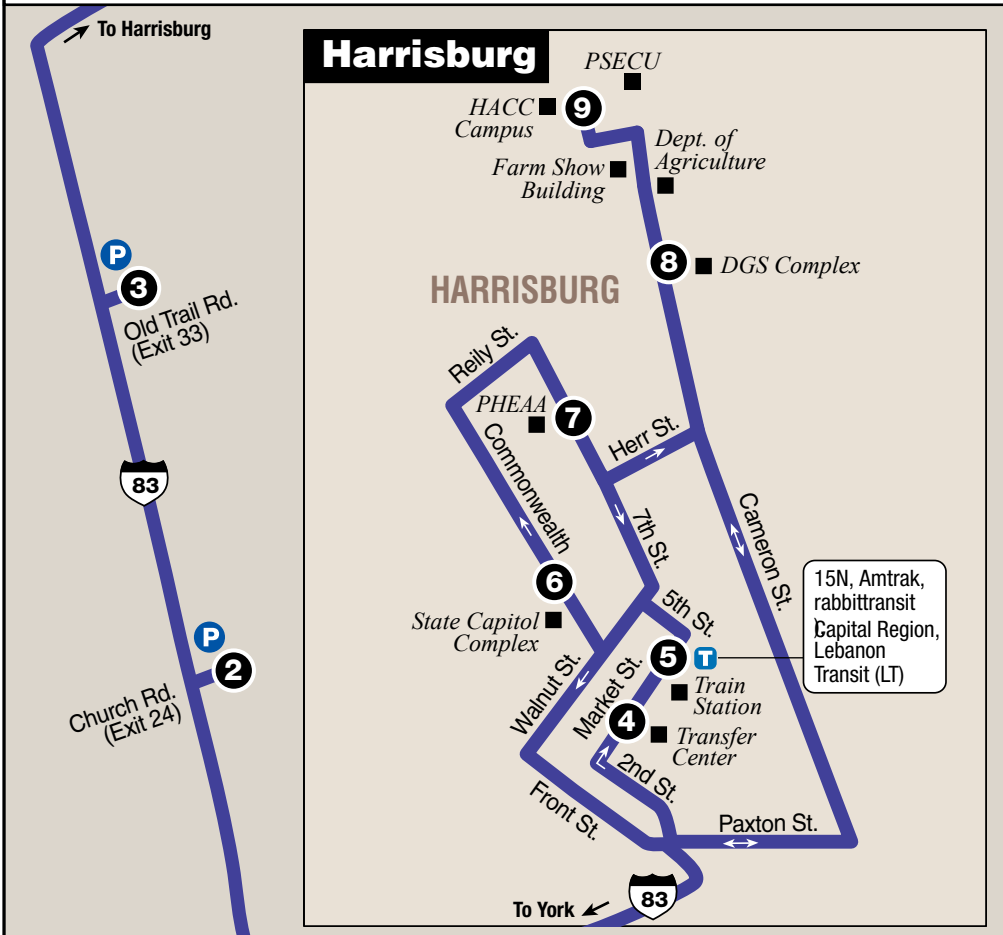 To Harrisburg
P
3
Old Trail Rd.
(Exit 33)
83
P
2
Church Rd.
(Exit 24)
Harrisburg
PSECU
HACC
Campus
9
Dept. of
Agriculture
Farm Show
Building
8
DGS Complex
HARRISBURG
Reily St.
PHEAA
7
Herr St.
Commonwealth
7th St.
Cameron St.
6
State Capitol
Complex
5th St.
15N, Amtrak,
rabbittransit
Capital Region,
Lebanon
Transit (LT)
5
T
Train
Station
Walnut St.
Market St.
4
Transfer
Center
2nd St.
Front St.
Paxton St.
83
To York